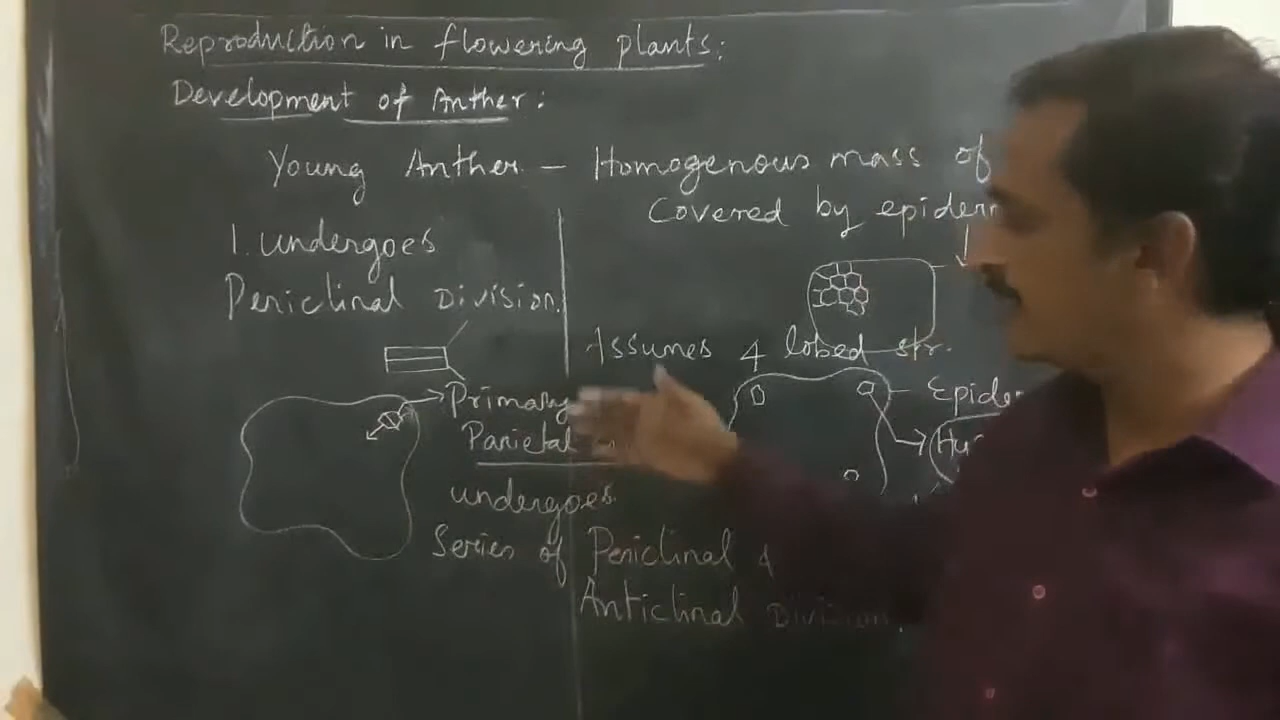 Reproduction in flowering plants:
Development of Anther:
Young Anther - Homogenous mass of
Covered by epiderm
1. undergoes
Periclinal Division.
Assumes 4 lobed str.
Epider
Primary
Parietal
undergoes
Series of Periclinal &
Anticlinal Division.